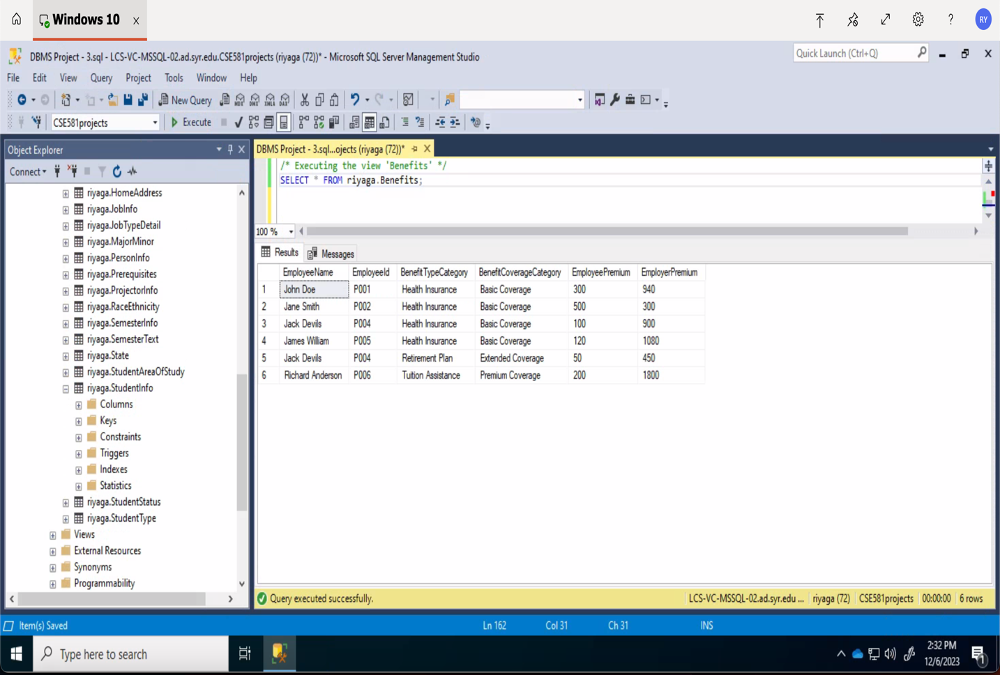 Windows 10
x
?
RY
DBMS Project - 3.sql - LCS-VC-MSSQL-02.ad.syr.edu.CSE581projects (riyaga (72))* - Microsoft SQL Server Management Studio
Quick Launch (Ctrl+Q)
File Edit View Query Project Tools Window Help
New Query
MDX DMX XMLA DAX
CSE581projects
Execute
Object Explorer
DBMS Project - 3.sql...ojects (riyaga (72))*
Connect
/* Executing the view 'Benefits' */
SELECT * FROM riyaga.Benefits;
riyaga.HomeAddress
riyaga.JobInfo
riyaga.JobTypeDetail
riyaga.MajorMinor
riyaga.PersonInfo
riyaga.Prerequisites
riyaga.ProjectorInfo
riyaga.RaceEthnicity
riyaga.SemesterInfo
riyaga.SemesterText
riyaga.State
riyaga.StudentAreaOfStudy
riyaga.StudentInfo
Columns
Keys
Constraints
Triggers
Indexes
Statistics
riyaga.StudentStatus
riyaga.StudentType
Views
External Resources
Synonyms
Programmability
100 %
Results Messages
EmployeeName EmployeeId BenefitTypeCategory BenefitCoverageCategory EmployeePremium EmployerPremium
1 John Doe P001 Health Insurance Basic Coverage 300 940
2 Jane Smith P002 Health Insurance Basic Coverage 500 300
3 Jack Devils P004 Health Insurance Basic Coverage 100 900
4 James William P005 Health Insurance Basic Coverage 120 1080
5 Jack Devils P004 Retirement Plan Extended Coverage 50 450
6 Richard Anderson P006 Tuition Assistance Premium Coverage 200 1800
Query executed successfully.
LCS-VC-MSSQL-02.ad.syr.edu ... riyaga (72) CSE581projects 00:00:00 6 rows
Item(s) Saved
Ln 162 Col 31 Ch 31 INS
Type here to search
2:32 PM
12/6/2023
1